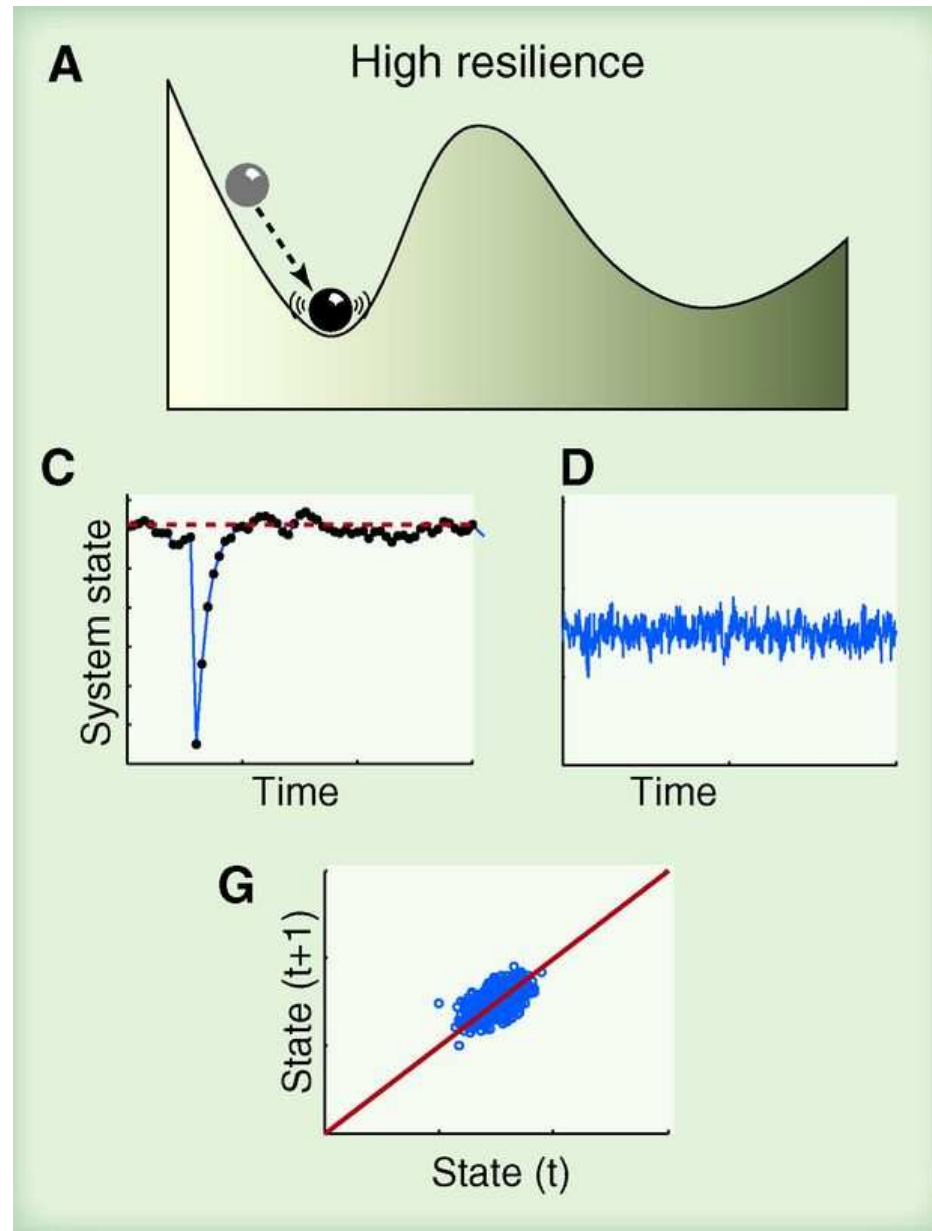 A
High resilience
C
D
System state
Time
Time
G
State (t+1)
State (t)